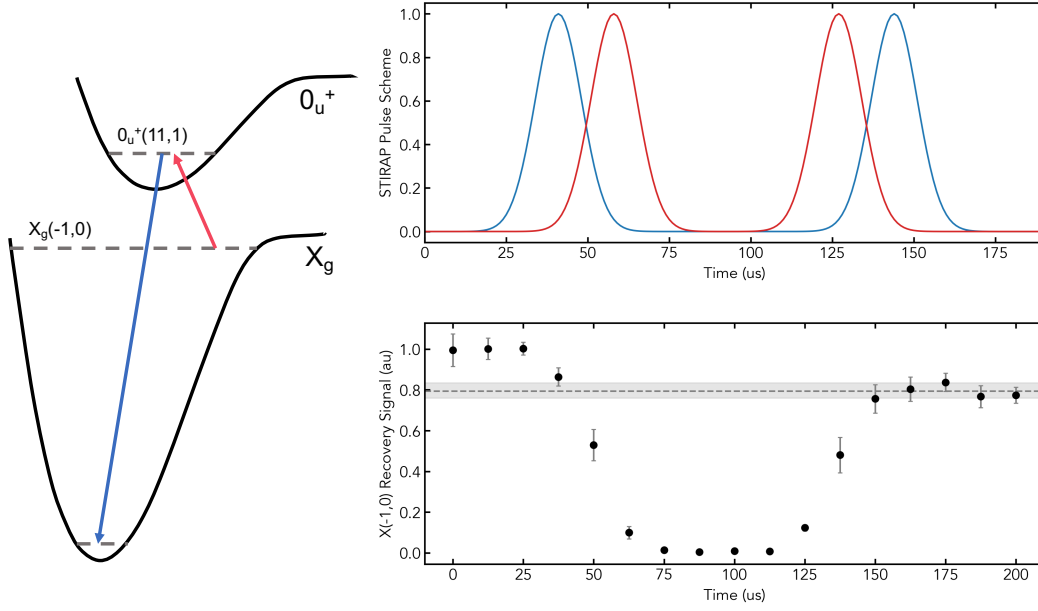 0u+
0u+(11,1)
Xg(-1,0)
Xg
STIRAP Pulse Scheme
1.0
0.8
0.6
0.4
0.2
0.0
0 25 50 75 100 125 150 175
Time (us)
X(-1,0) Recovery Signal (au)
1.0
0.8
0.6
0.4
0.2
0.0
0 25 50 75 100 125 150 175 200
Time (us)